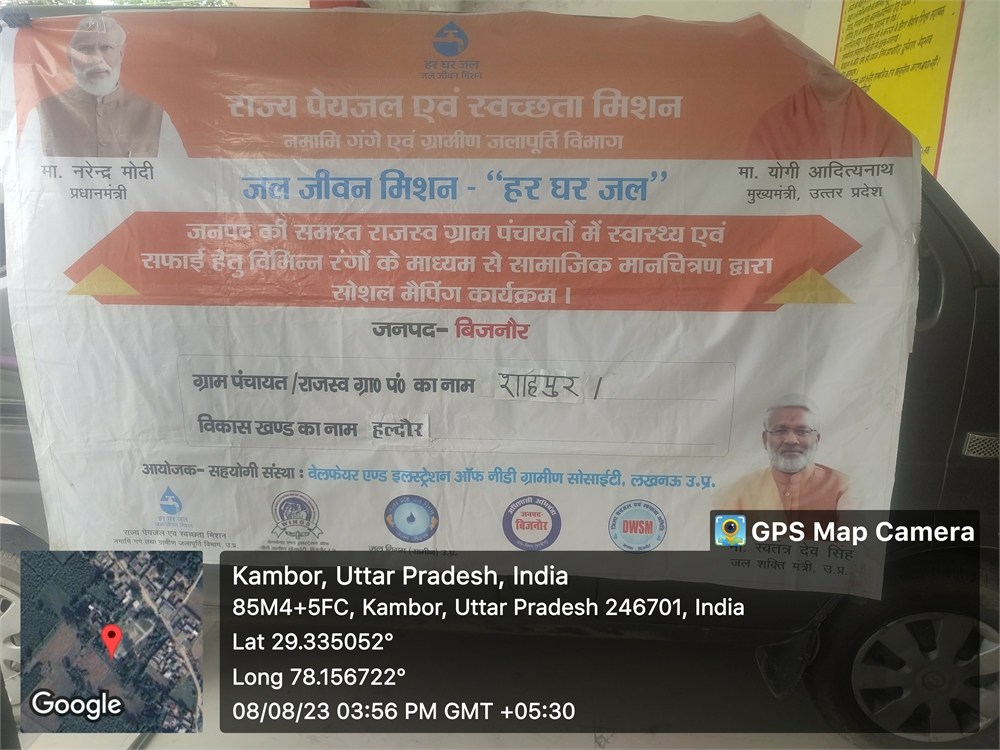 हर घर जल
जल जीवन मिशन
राज्य पेयजल एवं स्वच्छता मिशन
नमामि गंगे एवं ग्रामीण जलापूर्ति विभाग
मा. नरेन्द्र मोदी
प्रधानमंत्री
मा. योगी आदित्यनाथ
मुख्यमंत्री, उत्तर प्रदेश
जल जीवन मिशन - “हर घर जल”
जनपद की समस्त राजस्व ग्राम पंचायतों में स्वास्थ्य एवं
सफाई हेतु विभिन्न रंगों के माध्यम से सामाजिक मानचित्रण द्वारा
सोशल मैपिंग कार्यक्रम।
जनपद- बिजनौर
ग्राम पंचायत/राजस्व ग्रा0 पं0 का नाम शाहपुर।
विकास खण्ड का नाम हल्दौर
आयोजक- सहयोगी संस्था : वेलफेयर एण्ड इलस्ट्रेशन ऑफ नीडी ग्रामीण सोसाईटी, लखनऊ उ.प्र.
राज्य पेयजल एवं स्वच्छता मिशन
WINGS
जनपद-
बिजनौर
DWSM
मा. स्वतंत्र देव सिंह
जल शक्ति मंत्री, उ.प्र.
GPS Map Camera
Kambor, Uttar Pradesh, India
85M4+5FC, Kambor, Uttar Pradesh 246701, India
Lat 29.335052°
Long 78.156722°
08/08/23 03:56 PM GMT +05:30
Google